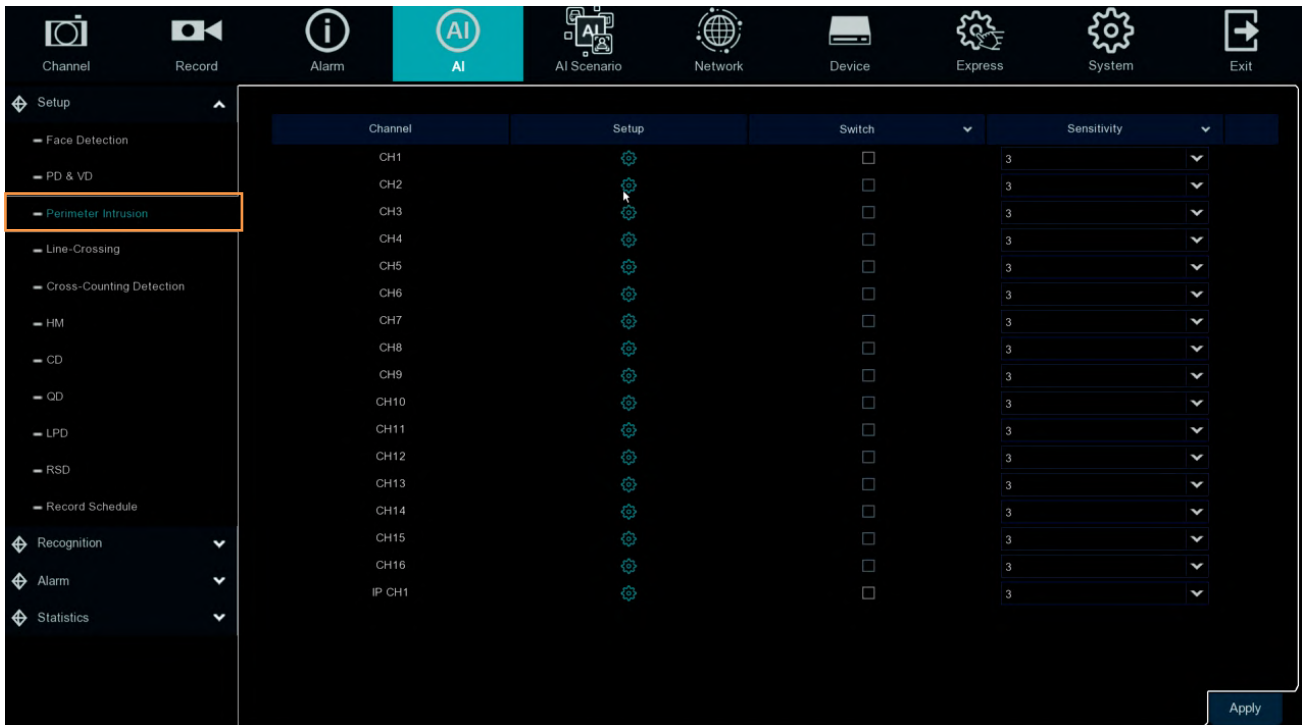 Channel Record Alarm AI AI Scenario Network Device Express System Exit
Setup
Face Detection
PD & VD
Perimeter Intrusion
Line-Crossing
Cross-Counting Detection
HM
CD
QD
LPD
RSD
Record Schedule
Recognition
Alarm
Statistics
Channel Setup Switch Sensitivity
CH1 3
CH2 3
CH3 3
CH4 3
CH5 3
CH6 3
CH7 3
CH8 3
CH9 3
CH10 3
CH11 3
CH12 3
CH13 3
CH14 3
CH15 3
CH16 3
IP CH1 3
Apply